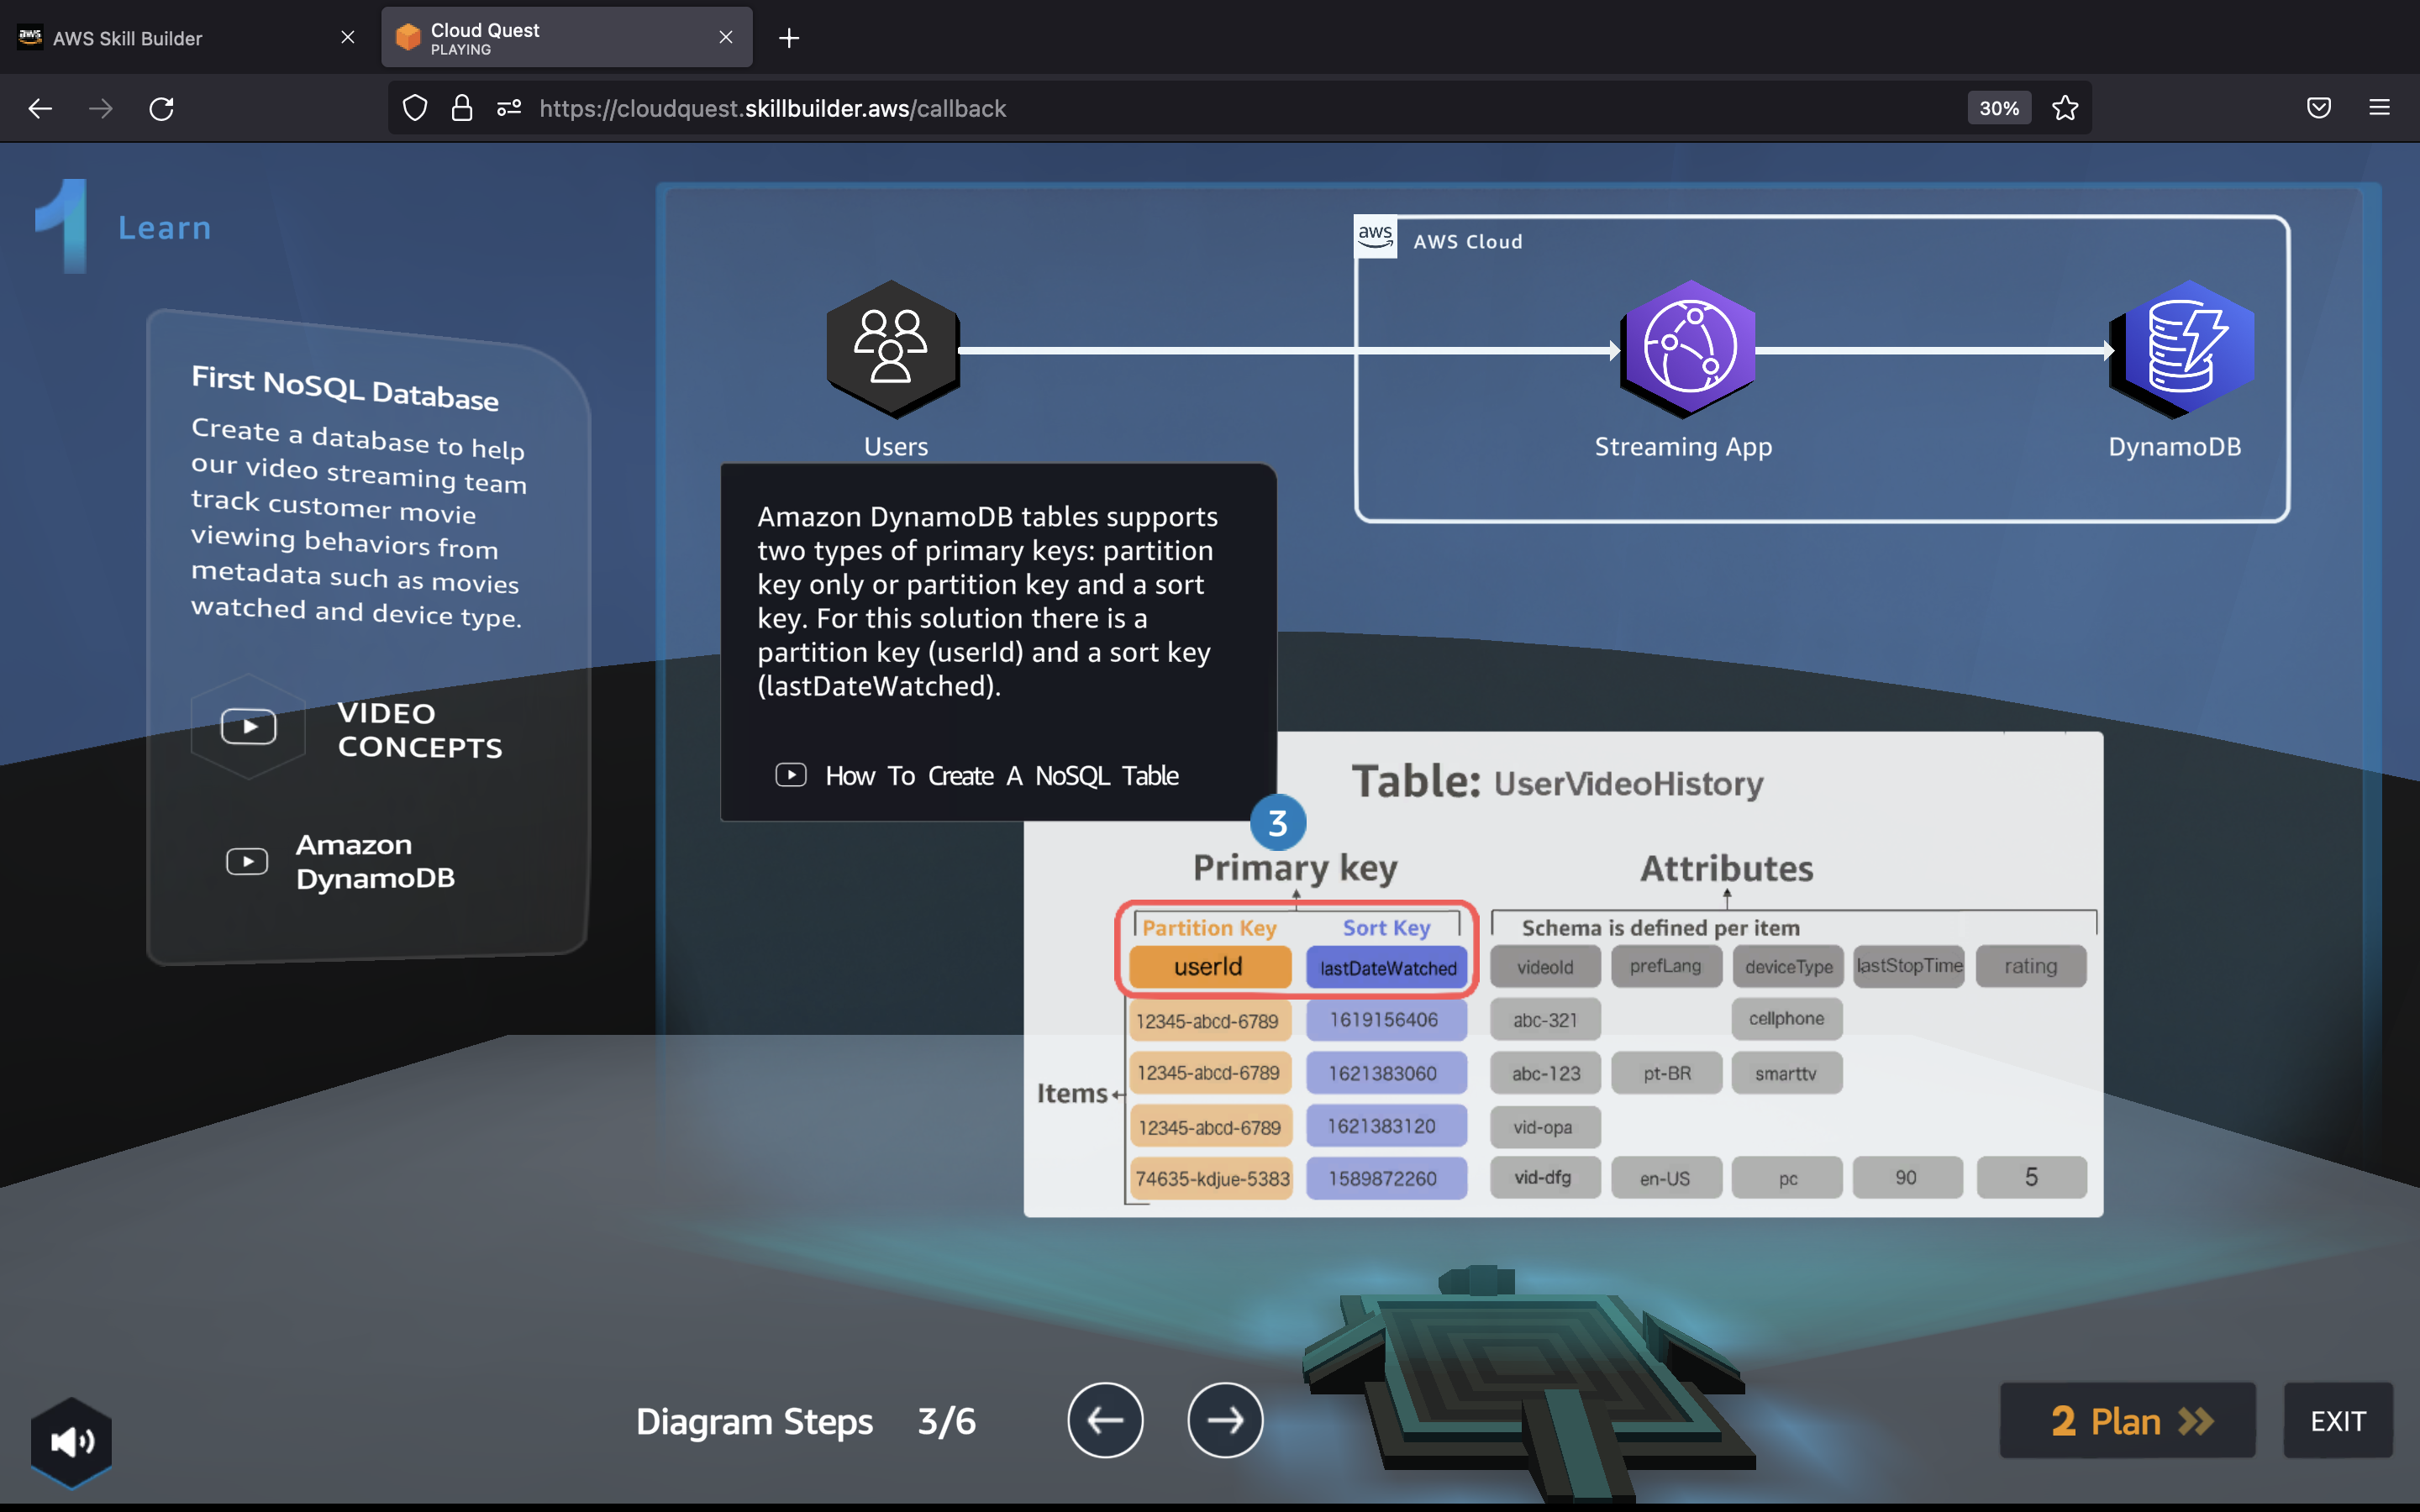 aws
AWS Skill Builder
Cloud Quest
PLAYING
https://cloudquest.skillbuilder.aws/callback
30%
1 Learn
First NoSQL Database
Create a database to help
our video streaming team
track customer movie
viewing behaviors from
metadata such as movies
watched and device type.
VIDEO
CONCEPTS
Amazon
DynamoDB
aws
AWS Cloud
Users
Streaming App
DynamoDB
Amazon DynamoDB tables supports
two types of primary keys: partition
key only or partition key and a sort
key. For this solution there is a
partition key (userId) and a sort key
(lastDateWatched).
How To Create A NoSQL Table
3
Table: UserVideoHistory
Primary key
Attributes
Partition Key Sort Key Schema is defined per item
userId lastDateWatched videoId prefLang deviceType lastStopTime rating
12345-abcd-6789 1619156406 abc-321 cellphone
12345-abcd-6789 1621383060 abc-123 pt-BR smarttv
Items
12345-abcd-6789 1621383120 vid-opa
74635-kdjue-5383 1589872260 vid-dfg en-US pc 90 5
Diagram Steps 3/6
2 Plan
EXIT